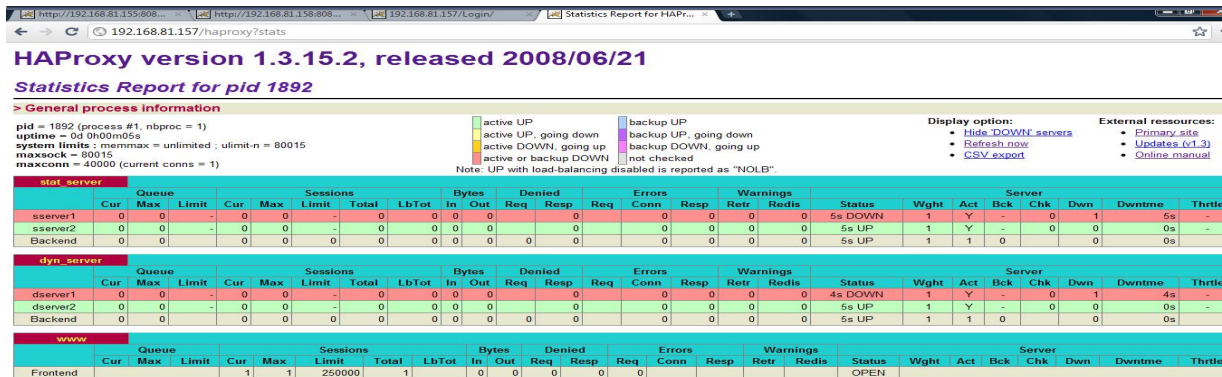 http://192.168.81.155:808... http://192.168.81.158:808... 192.168.81.157/Login/ Statistics Report for HAPr...
192.168.81.157/haproxy?stats
HAProxy version 1.3.15.2, released 2008/06/21
Statistics Report for pid 1892
> General process information
pid = 1892 (process #1, nbproc = 1)
uptime = 0d 0h00m05s
system limits : memmax = unlimited ; ulimit-n = 80015
maxsock = 80015
maxconn = 40000 (current conns = 1)
active UP backup UP
active UP, going down backup UP, going down
active DOWN, going up backup DOWN, going up
active or backup DOWN not checked
Note: UP with load-balancing disabled is reported as "NOLB".
Display option:
• Hide 'DOWN' servers
• Refresh now
• CSV export
External ressources:
• Primary site
• Updates (v1.3)
• Online manual
stat_server
Queue Sessions Bytes Denied Errors Warnings Server
Cur Max Limit Cur Max Limit Total LbTot In Out Req Resp Req Conn Resp Retr Redis Status Wght Act Bck Chk Dwn Dwntme Thrtle
sserver1 0 0 - 0 0 - 0 0 0 0 0 0 0 0 0 5s DOWN 1 Y - 0 1 5s -
sserver2 0 0 - 0 0 - 0 0 0 0 0 0 0 0 0 5s UP 1 Y - 0 0 0s -
Backend 0 0 0 0 0 0 0 0 0 0 0 0 0 0 0 5s UP 1 1 0 0 0s
dyn_server
Queue Sessions Bytes Denied Errors Warnings Server
Cur Max Limit Cur Max Limit Total LbTot In Out Req Resp Req Conn Resp Retr Redis Status Wght Act Bck Chk Dwn Dwntme Thrtle
dserver1 0 0 - 0 0 - 0 0 0 0 0 0 0 0 0 4s DOWN 1 Y - 0 1 4s -
dserver2 0 0 - 0 0 - 0 0 0 0 0 0 0 0 0 5s UP 1 Y - 0 0 0s -
Backend 0 0 0 0 0 0 0 0 0 0 0 0 0 0 0 5s UP 1 1 0 0 0s
www
Queue Sessions Bytes Denied Errors Warnings Server
Cur Max Limit Cur Max Limit Total LbTot In Out Req Resp Req Conn Resp Retr Redis Status Wght Act Bck Chk Dwn Dwntme Thrtle
Frontend 1 1 250000 1 0 0 0 0 0 OPEN